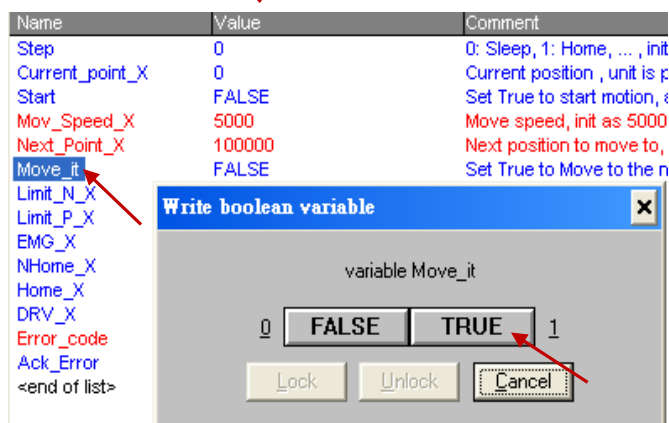 Name Value Comment
Step 0 0: Sleep, 1: Home, ... , init
Current_point_X 0 Current position , unit is p
Start FALSE Set True to start motion, a
Mov_Speed_X 5000 Move speed, init as 5000
Next_Point_X 100000 Next position to move to,
Move_it FALSE Set True to Move to the n
Limit_N_X
Limit_P_X
EMG_X
NHome_X
Home_X
DRV_X
Error_code
Ack_Error
<end of list>
Write boolean variable
variable Move_it
0 FALSE TRUE 1
Lock Unlock Cancel